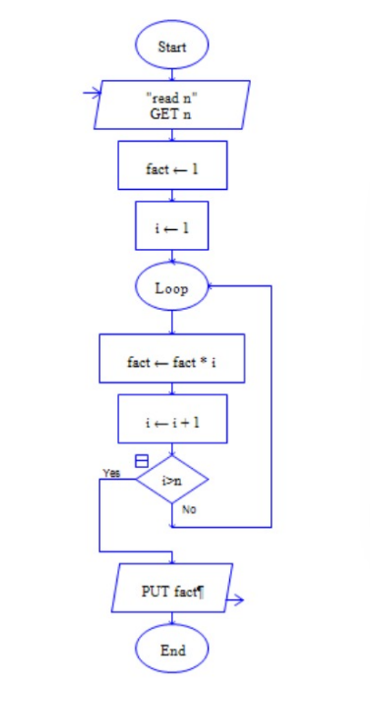 Start
"read n"
GET n
fact ← 1
i ← 1
Loop
fact ← fact * i
i ← i + 1
Yes
i>n
No
PUT fact¶
End